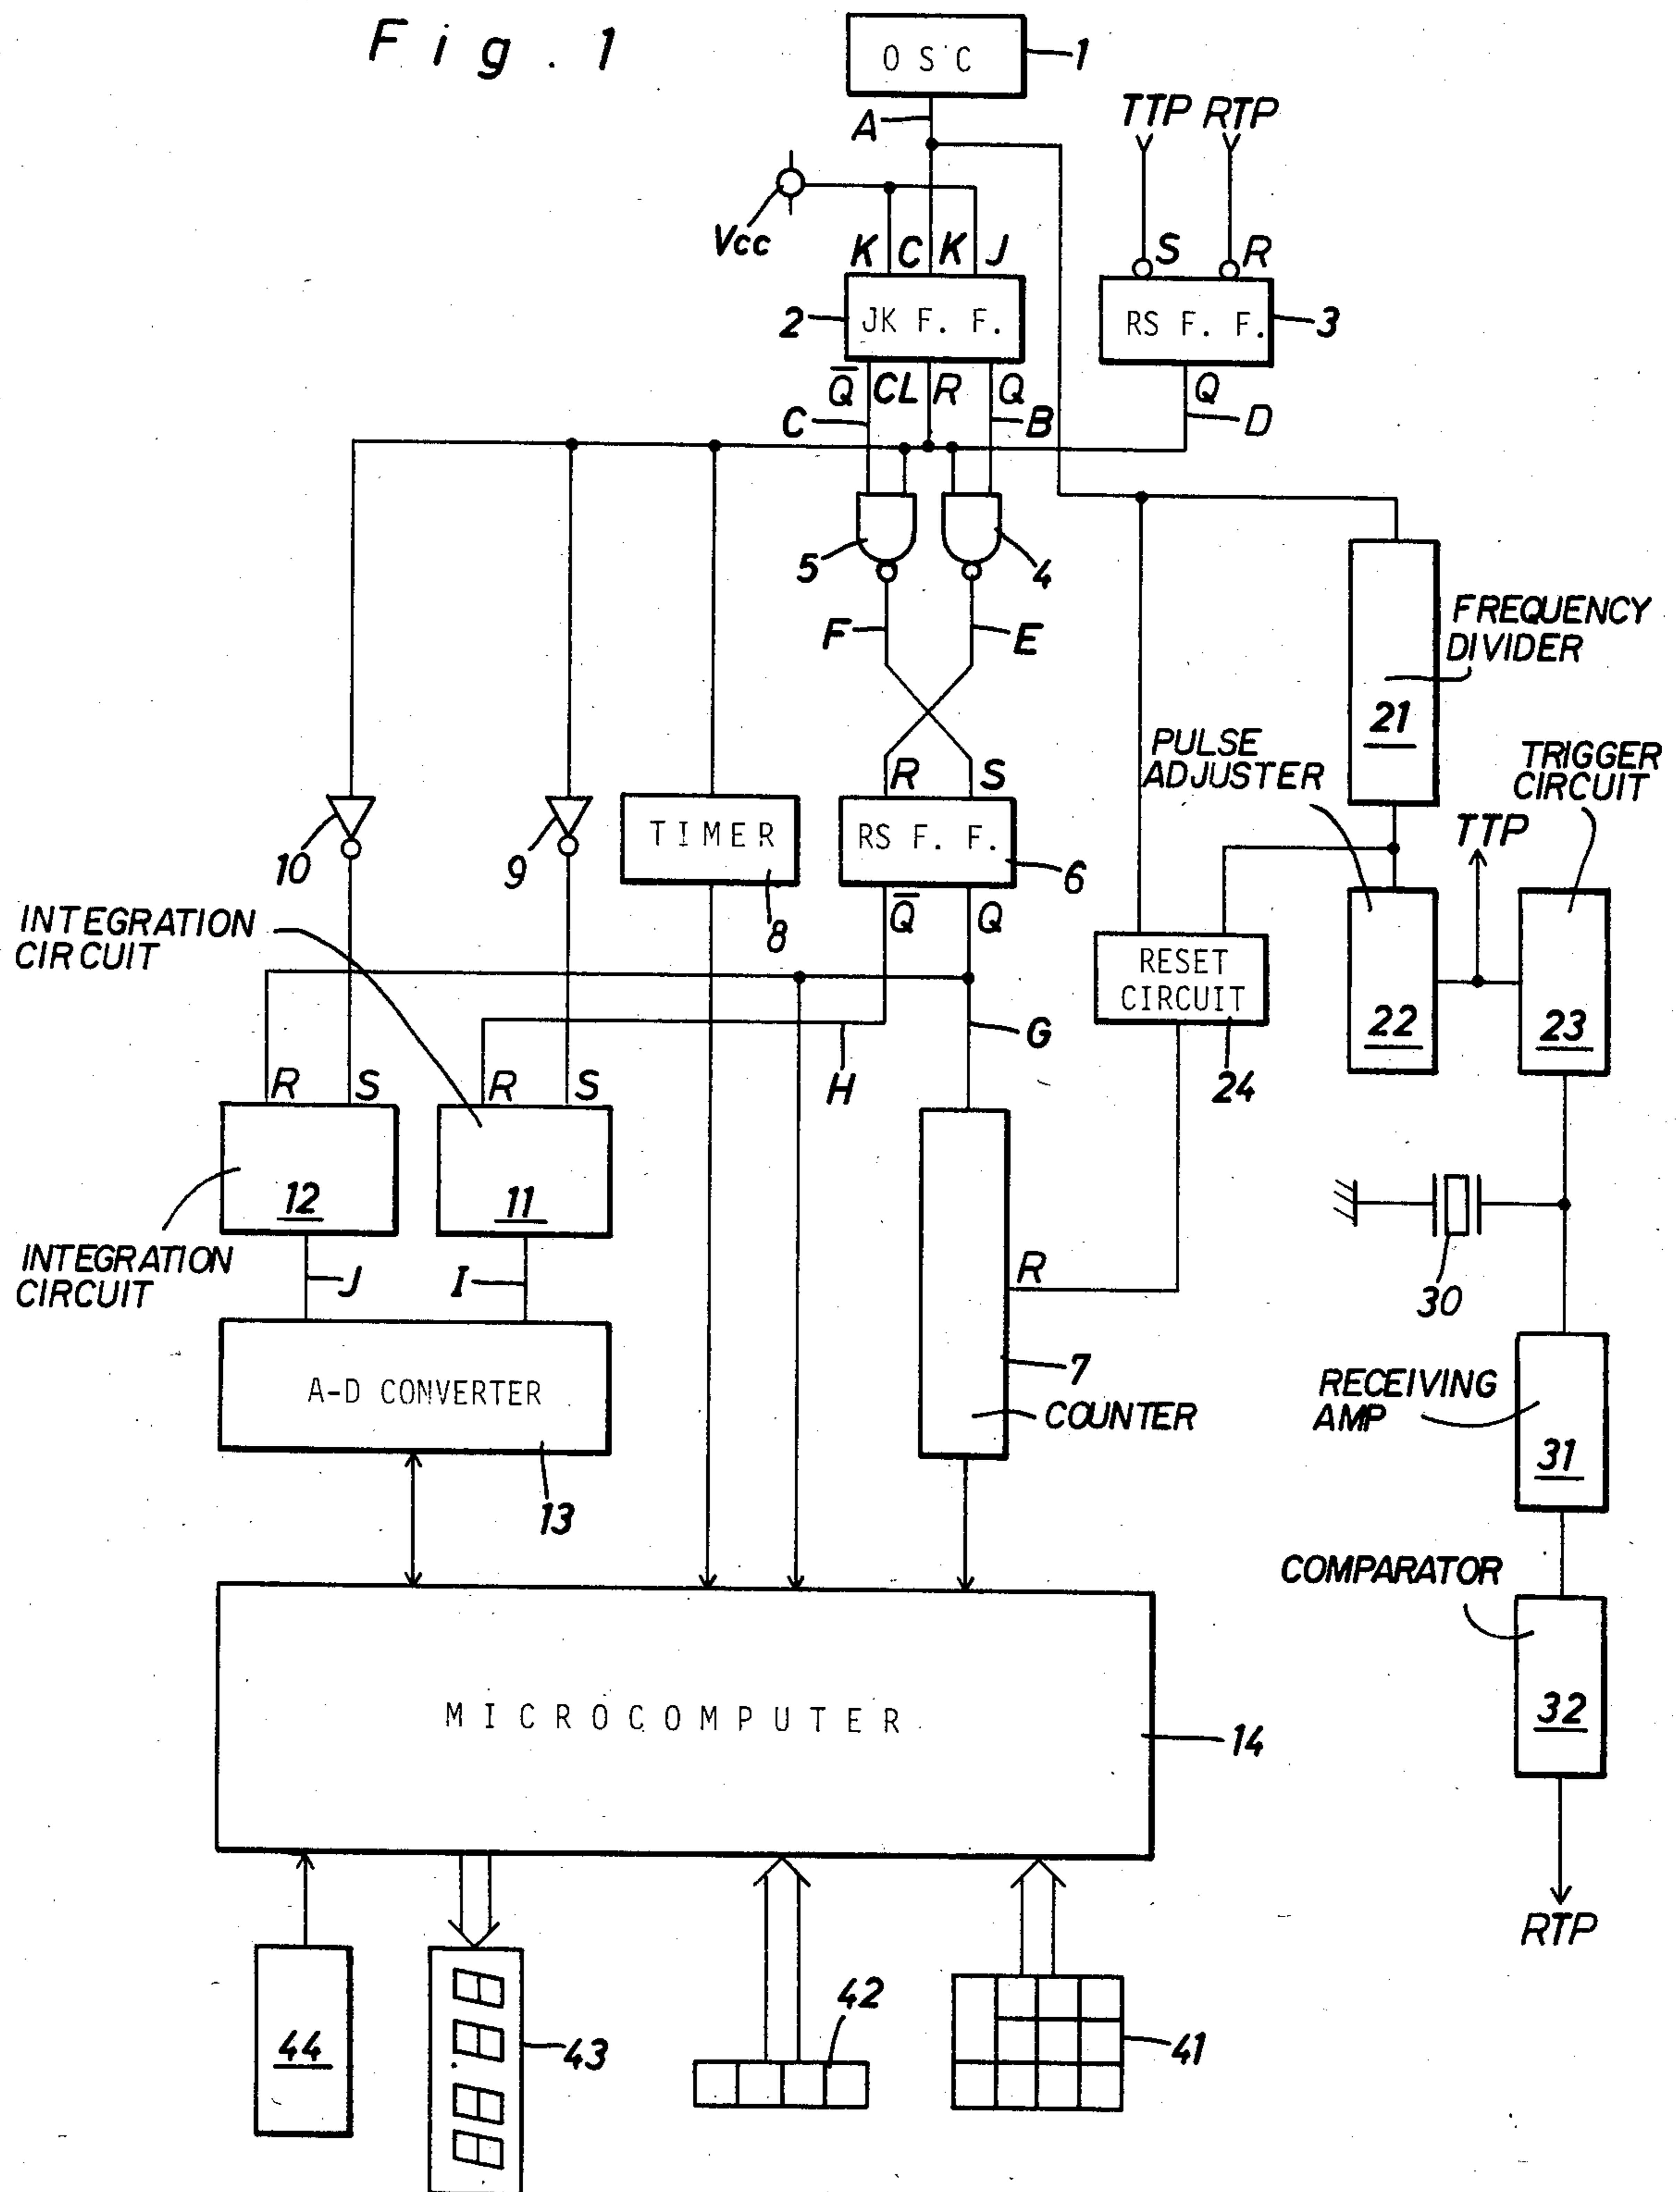 Fig. 1
OSC
1
A
TTP RTP
Vcc
K C K J
S R
2
JK F. F.
RS F. F.
3
Q̅ CL R Q
Q
C
B
D
5
4
F
E
FREQUENCY
DIVIDER
21
PULSE
ADJUSTER
TRIGGER
CIRCUIT
R S
10
9
TIMER
8
RS F. F.
6
TTP
INTEGRATION
CIRCUIT
Q̅ Q
RESET
CIRCUIT
24
22
23
G
H
R S
R S
12
11
INTEGRATION
CIRCUIT
J
I
R
30
A-D CONVERTER
13
7
COUNTER
RECEIVING
AMP
31
COMPARATOR
32
MICROCOMPUTER
14
RTP
44
43
42
41